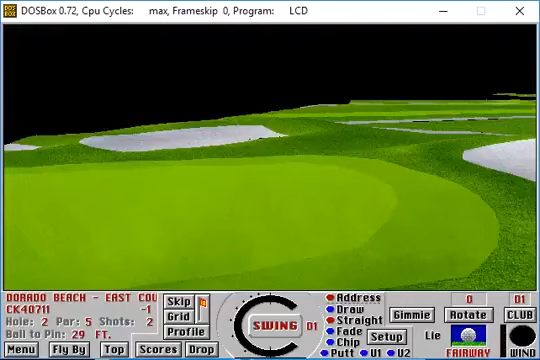 DOSBox 0.72, Cpu Cycles: max, Frameskip 0, Program: LCD
DORADO BEACH - EAST COU
CK40711 -1
Hole: 2 Par: 5 Shots: 2
Ball to Pin: 29 FT.
Menu Fly By Top Scores Drop
Skip
Grid
Profile
SWING D1
Address
Draw
Straight
Fade
Chip
Putt U1 U2
Gimmie
Setup
0
Rotate
D1
CLUB
Lie
FAIRWAY
WIND